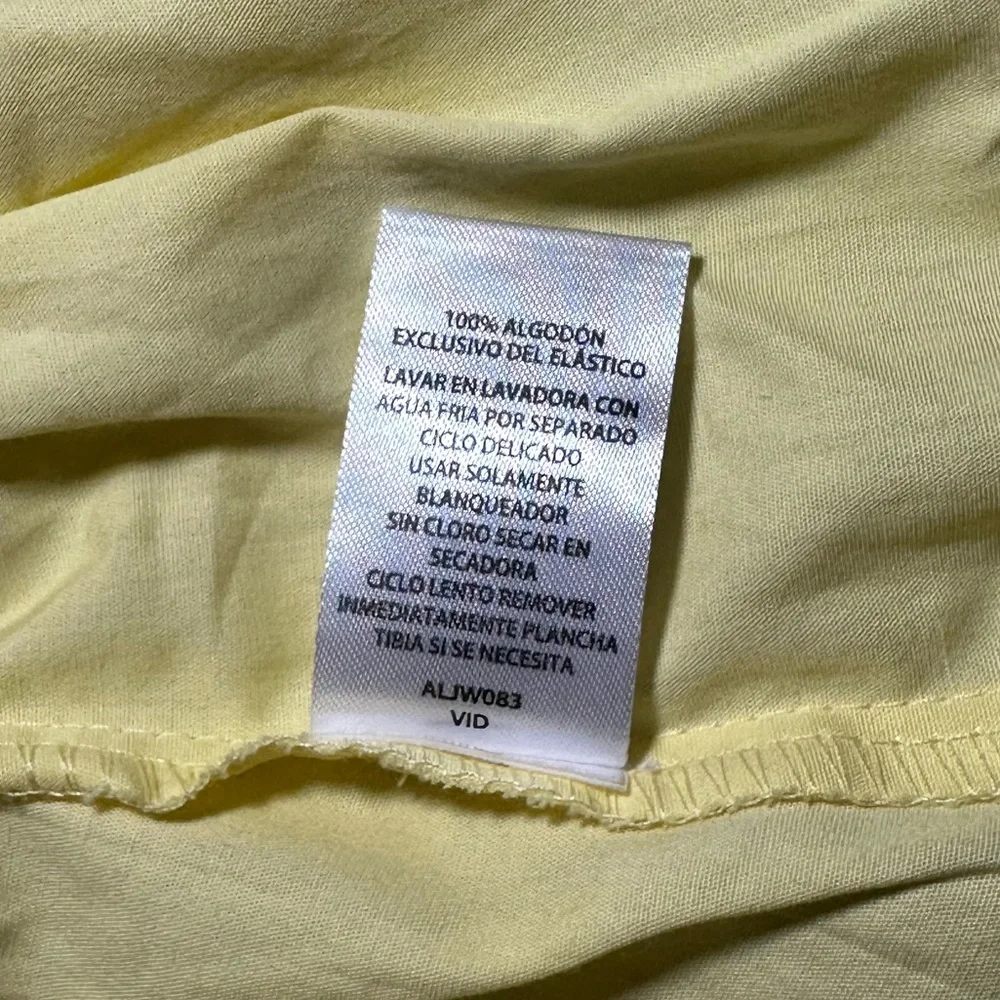 100% ALGODÓN
EXCLUSIVO DEL ELÁSTICO
LAVAR EN LAVADORA CON
AGUA FRIA POR SEPARADO
CICLO DELICADO
USAR SOLAMENTE
BLANQUEADOR
SIN CLORO SECAR EN
SECADORA
CICLO LENTO REMOVER
INMEDIATAMENTE PLANCHA
TIBIA SI SE NECESITA
ALJW083
VID